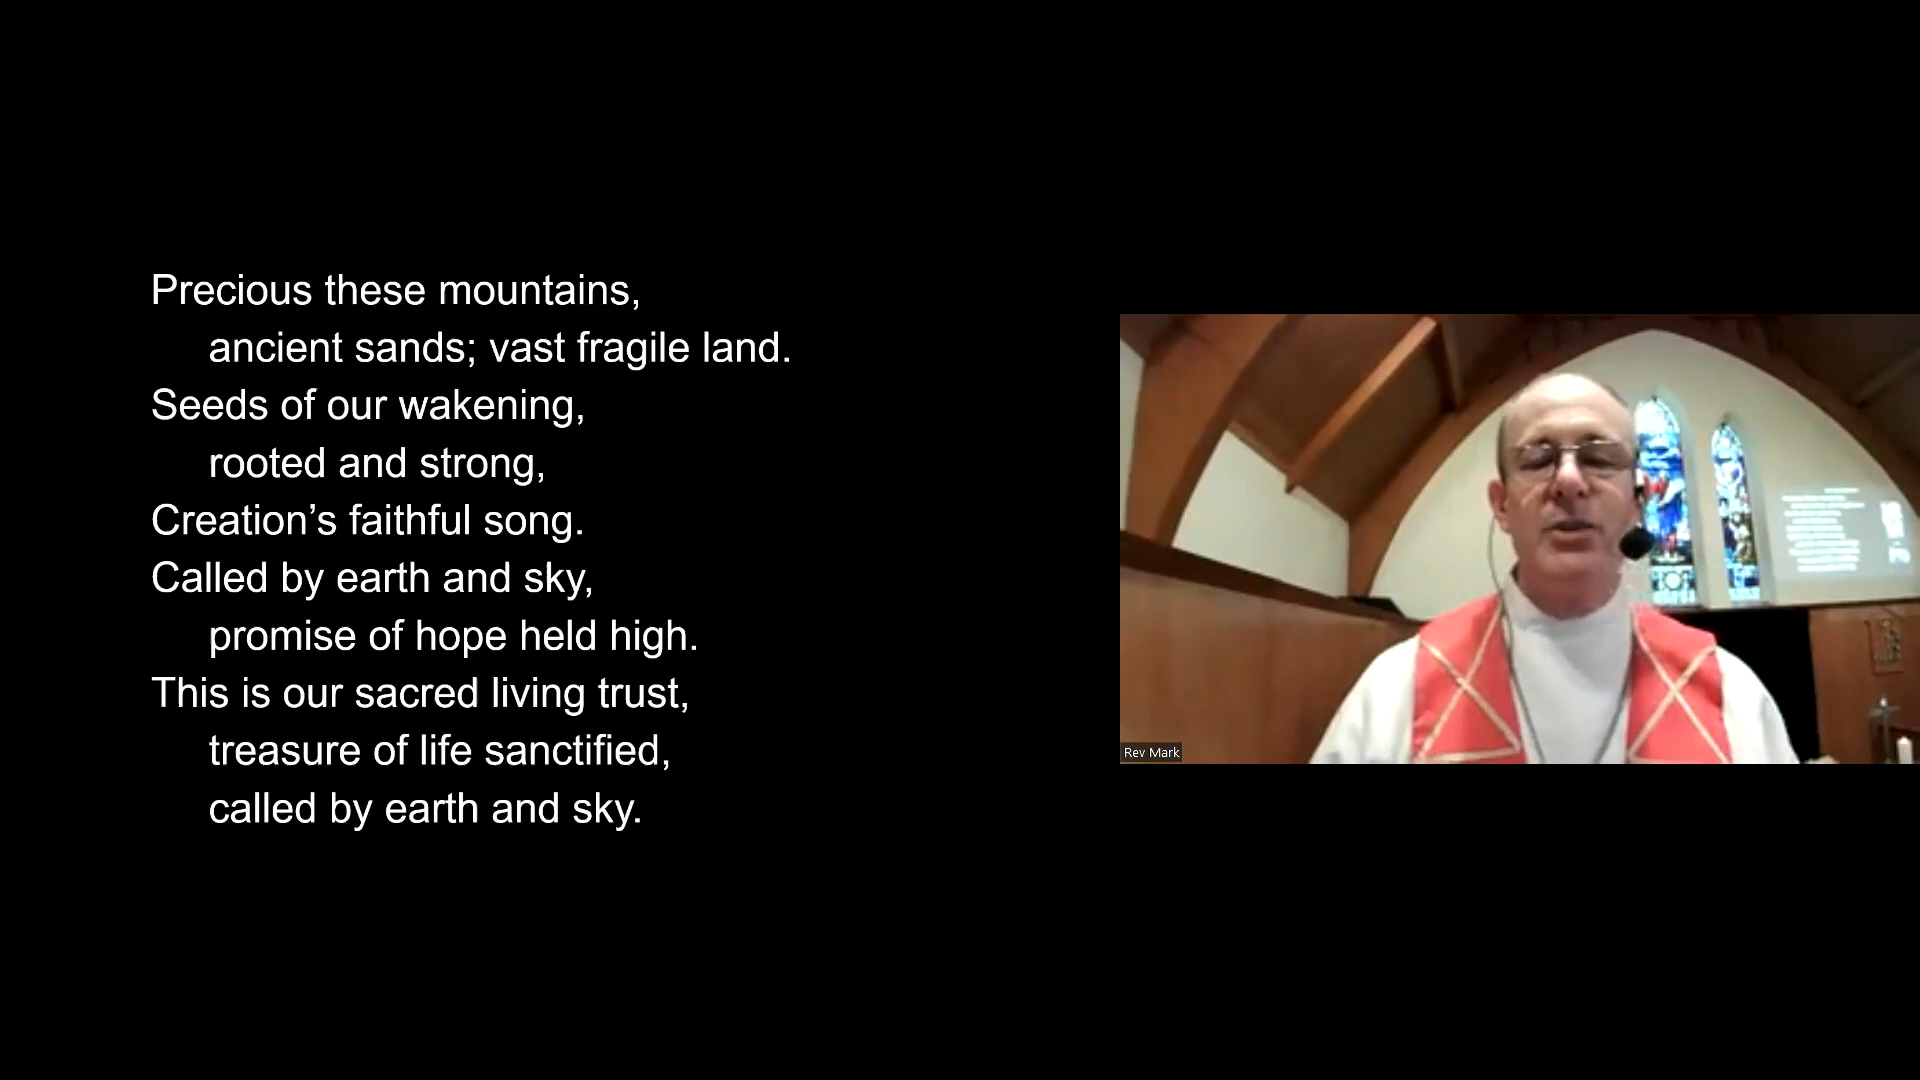 Precious these mountains,
ancient sands; vast fragile land.
Seeds of our wakening,
rooted and strong,
Creation’s faithful song.
Called by earth and sky,
promise of hope held high.
This is our sacred living trust,
treasure of life sanctified,
called by earth and sky.
Rev Mark